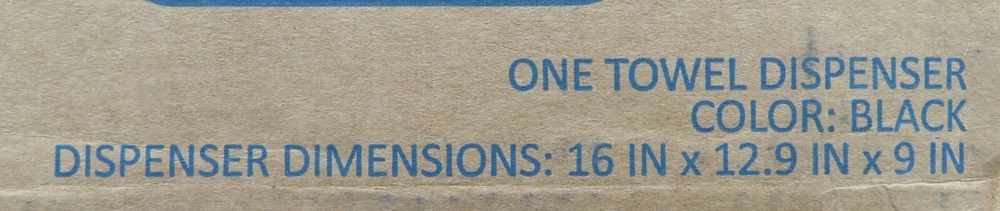 ONE TOWEL DISPENSER
COLOR: BLACK
DISPENSER DIMENSIONS: 16 IN x 12.9 IN x 9 IN